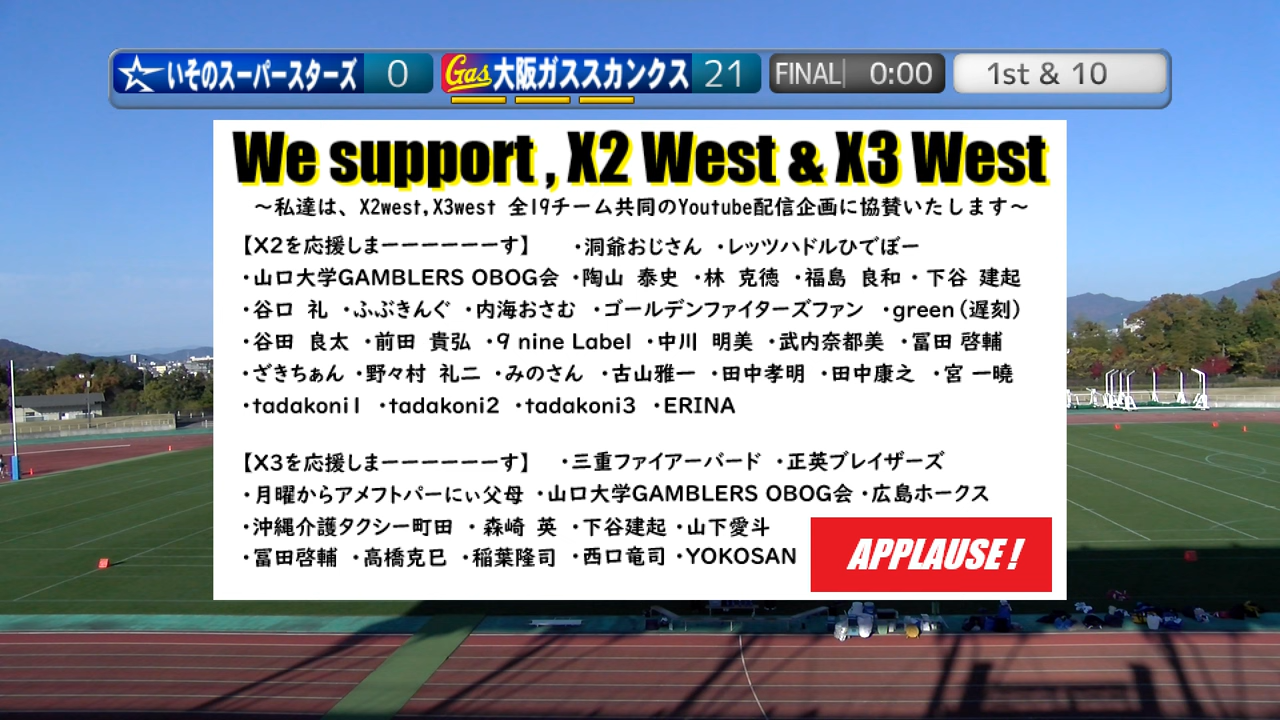 いそのスーパースターズ 0 Gas大阪ガススカンクス 21 FINAL 0:00 1st & 10
We support , X2 West & X3 West
～私達は、X2west,X3west 全19チーム共同のYoutube配信企画に協賛いたします～
【X2を応援しまーーーーーーす】 ・洞爺おじさん ・レッツハドルひでぼー
・山口大学GAMBLERS OBOG会 ・陶山 泰史 ・林 克徳 ・福島 良和・下谷 建起
・谷口 礼 ・ふぶきんぐ ・内海おさむ ・ゴールデンファイターズファン ・green（遅刻）
・谷田 良太 ・前田 貴弘 ・9 nine Label ・中川 明美 ・武内奈都美 ・冨田 啓輔
・ざきちぁん ・野々村 礼二 ・みのさん ・古山雅一 ・田中孝明 ・田中康之 ・宮 一暁
・tadakoni1 ・tadakoni2 ・tadakoni3 ・ERINA
【X3を応援しまーーーーーーす】 ・三重ファイアーバード ・正英ブレイザーズ
・月曜からアメフトパーにぃ父母 ・山口大学GAMBLERS OBOG会・広島ホークス
・沖縄介護タクシー町田 ・森崎 英 ・下谷建起 ・山下愛斗
・冨田啓輔 ・高橋克巳 ・稲葉隆司 ・西口竜司 ・YOKOSAN
APPLAUSE !